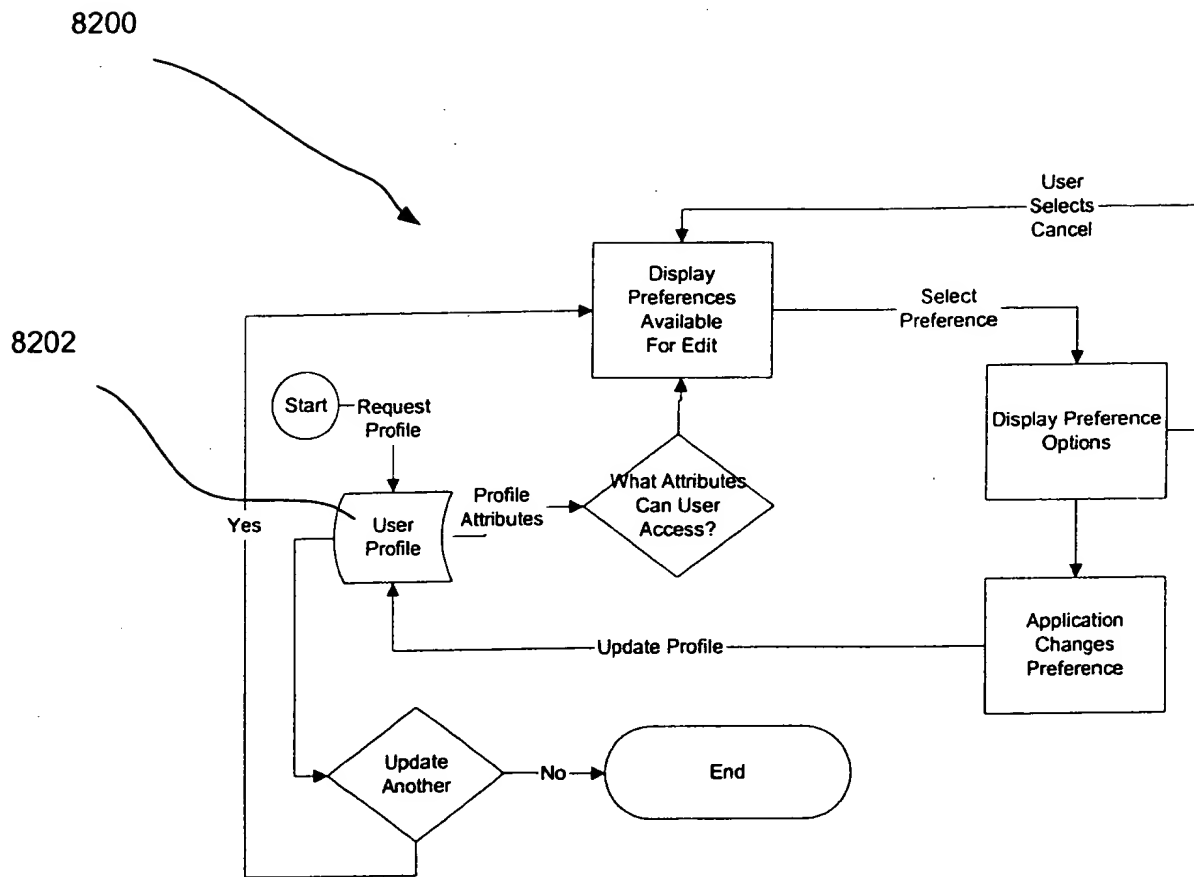 8200
User
Selects
Cancel
Display
Preferences
Available
For Edit
Select
Preference
8202
Start
Request
Profile
Display Preference
Options
What Attributes
Can User
Access?
Profile
Attributes
User
Profile
Yes
Application
Changes
Preference
Update Profile
Update
Another
No
End